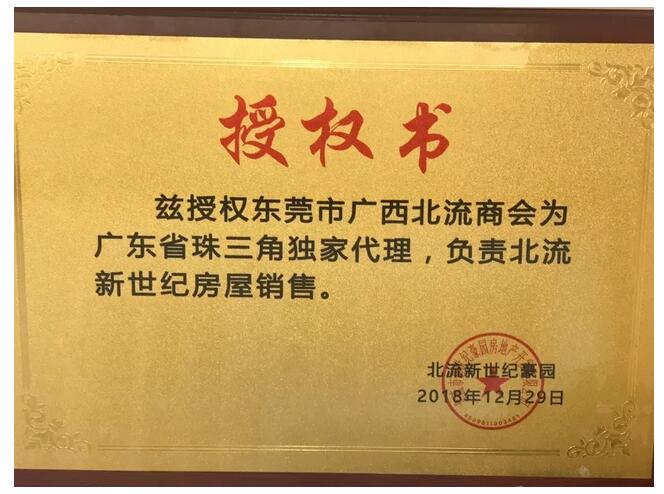 授权书
兹授权东莞市广西北流商会为
广东省珠三角独家代理，负责北流
新世纪房屋销售。
北流新世纪豪园
2018年12月29日